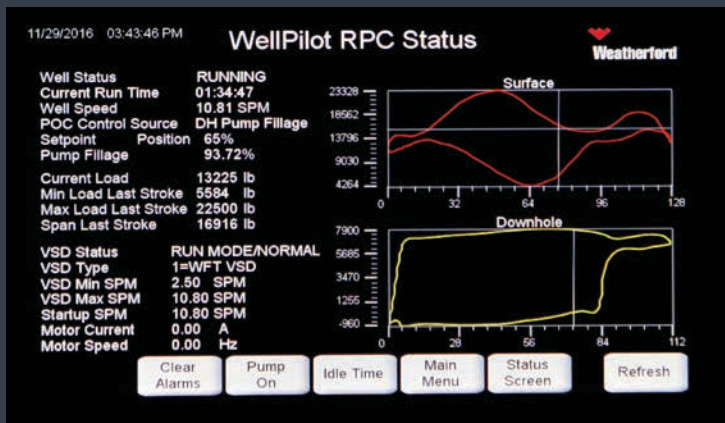 11/29/2016 03:43:46 PM
WellPilot RPC Status
Weatherford
Well Status RUNNING
Current Run Time 01:34:47
Well Speed 10.81 SPM
POC Control Source DH Pump Fillage
Setpoint Position 65%
Pump Fillage 93.72%
Current Load 13225 lb
Min Load Last Stroke 5584 lb
Max Load Last Stroke 22500 lb
Span Last Stroke 16916 lb
VSD Status RUN MODE/NORMAL
VSD Type 1=WFT VSD
VSD Min SPM 2.50 SPM
VSD Max SPM 10.80 SPM
Startup SPM 10.80 SPM
Motor Current 0.00 A
Motor Speed 0.00 Hz
Surface
23328
18562
13796
9030
4264
0 32 64 96 128
Downhole
7900
5685
3470
1255
-960
0 28 56 84 112
Clear Alarms
Pump On
Idle Time
Main Menu
Status Screen
Refresh